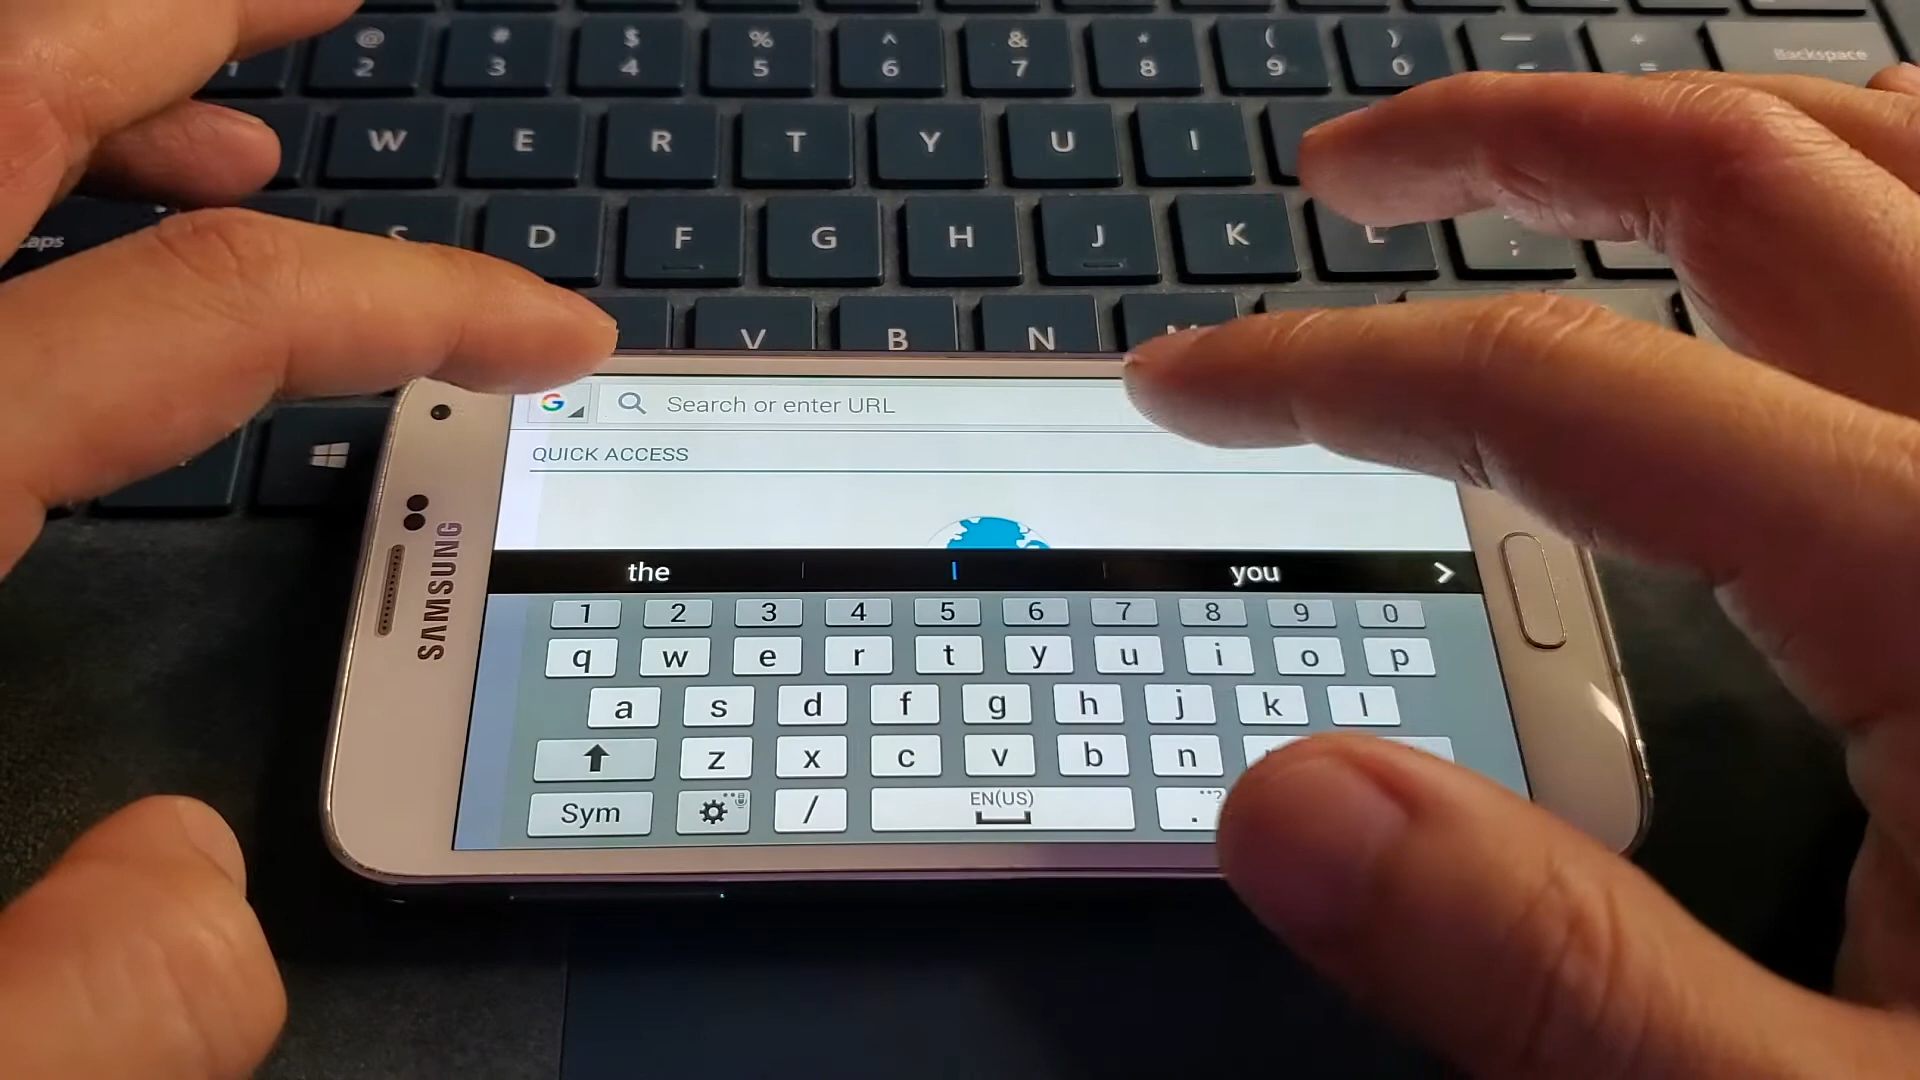 @ # $ % ^ & * ( )
1 2 3 4 5 6 7 8 9 0 Backspace
W E R T Y U I
S D F G H J K L ;
V B N M
Search or enter URL
QUICK ACCESS
the I you >
1 2 3 4 5 6 7 8 9 0
q w e r t y u i o p
a s d f g h j k l
z x c v b n
EN(US)
Sym / .
SAMSUNG